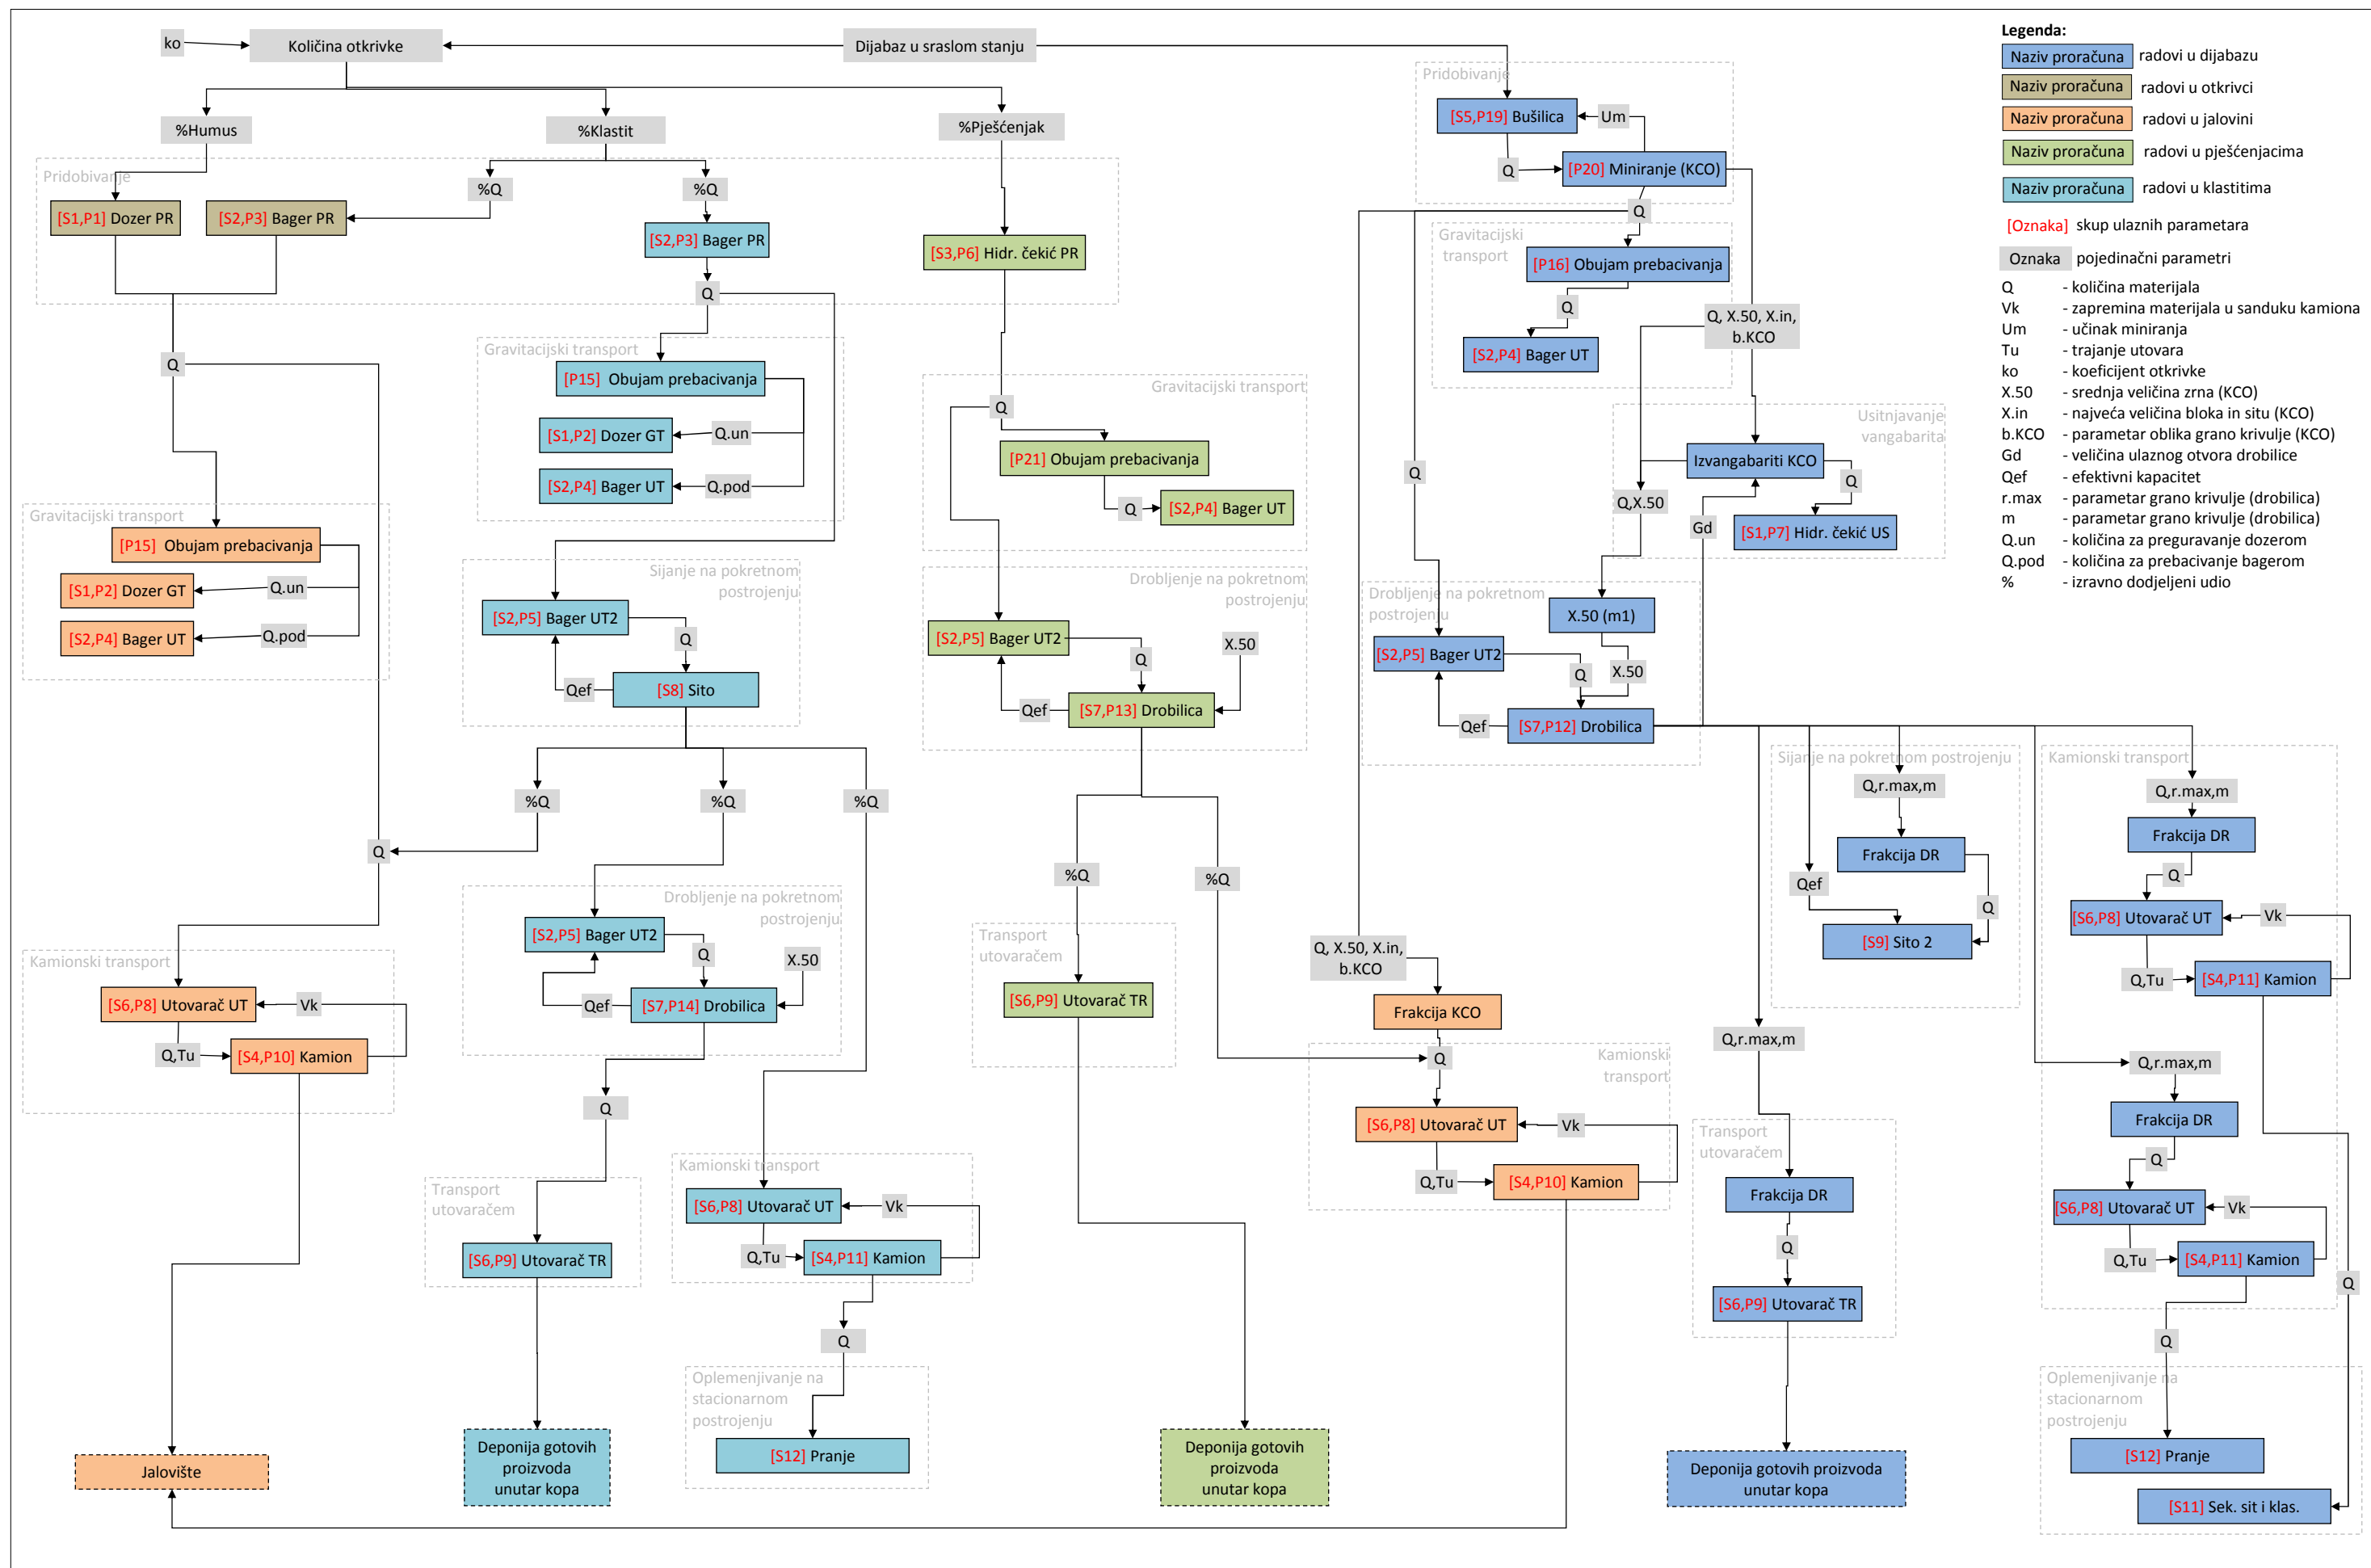 ko
Količina otkrivke
Dijabaz u sraslom stanju
%Humus
%Klastit
%Pješćenjak
Pridobivanje
%Q
%Q
[S1,P1] Dozer PR
[S2,P3] Bager PR
[S2,P3] Bager PR
[S3,P6] Hidr. čekić PR
Q
Q
Gravitacijski transport
[P15] Obujam prebacivanja
[S1,P2] Dozer GT
Q.un
[S2,P4] Bager UT
Q.pod
Gravitacijski transport
[P15] Obujam prebacivanja
[S1,P2] Dozer GT
Q.un
[S2,P4] Bager UT
Q.pod
Gravitacijski transport
Q
[P21] Obujam prebacivanja
Q
[S2,P4] Bager UT
Sijanje na pokretnom
postrojenju
[S2,P5] Bager UT2
Q
Qef
[S8] Sito
Drobljenje na pokretnom
postrojenju
[S2,P5] Bager UT2
Q
X.50
Qef
[S7,P13] Drobilica
%Q
%Q
%Q
Q
Drobljenje na pokretnom
postrojenju
[S2,P5] Bager UT2
Q
X.50
Qef
[S7,P14] Drobilica
%Q
%Q
Kamionski transport
[S6,P8] Utovarač UT
Vk
Q,Tu
[S4,P10] Kamion
Transport
utovaračem
[S6,P9] Utovarač TR
Q
Transport
utovaračem
[S6,P9] Utovarač TR
Kamionski transport
[S6,P8] Utovarač UT
Vk
Q,Tu
[S4,P11] Kamion
Q
Oplemenjivanje na
stacionarnom
postrojenju
[S12] Pranje
Jalovište
Deponija gotovih
proizvoda
unutar kopa
Deponija gotovih
proizvoda
unutar kopa
Pridobivanje
[S5,P19] Bušilica
Um
Q
[P20] Miniranje (KCO)
Q
Gravitacijski
transport
[P16] Obujam prebacivanja
Q
[S2,P4] Bager UT
Q, X.50, X.in,
b.KCO
Usitnjavanje
vangabarita
Izvangabariti KCO
Q
Q
Q,X.50
Gd
[S1,P7] Hidr. čekić US
Drobljenje na pokretnom
postrojenju
X.50 (m1)
[S2,P5] Bager UT2
Q
X.50
Qef
[S7,P12] Drobilica
Q, X.50, X.in,
b.KCO
Frakcija KCO
Q
Kamionski
transport
[S6,P8] Utovarač UT
Vk
Q,Tu
[S4,P10] Kamion
Sijanje na pokretnom postrojenju
Q,r.max,m
Frakcija DR
Qef
Q
[S9] Sito 2
Q,r.max,m
Transport
utovaračem
Frakcija DR
Q
[S6,P9] Utovarač TR
Deponija gotovih proizvoda
unutar kopa
Kamionski transport
Q,r.max,m
Frakcija DR
Q
[S6,P8] Utovarač UT
Vk
Q,Tu
[S4,P11] Kamion
Q,r.max,m
Frakcija DR
Q
[S6,P8] Utovarač UT
Vk
Q,Tu
[S4,P11] Kamion
Q
Q
Oplemenjivanje na
stacionarnom
postrojenju
[S12] Pranje
[S11] Sek. sit i klas.
Legenda:
Naziv proračuna radovi u dijabazu
Naziv proračuna radovi u otkrivci
Naziv proračuna radovi u jalovini
Naziv proračuna radovi u pješćenjacima
Naziv proračuna radovi u klastitima
[Oznaka] skup ulaznih parametara
Oznaka pojedinačni parametri
Q - količina materijala
Vk - zapremina materijala u sanduku kamiona
Um - učinak miniranja
Tu - trajanje utovara
ko - koeficijent otkrivke
X.50 - srednja veličina zrna (KCO)
X.in - najveća veličina bloka in situ (KCO)
b.KCO - parametar oblika grano krivulje (KCO)
Gd - veličina ulaznog otvora drobilice
Qef - efektivni kapacitet
r.max - parametar grano krivulje (drobilica)
m - parametar grano krivulje (drobilica)
Q.un - količina za preguravanje dozerom
Q.pod - količina za prebacivanje bagerom
% - izravno dodjeljeni udio